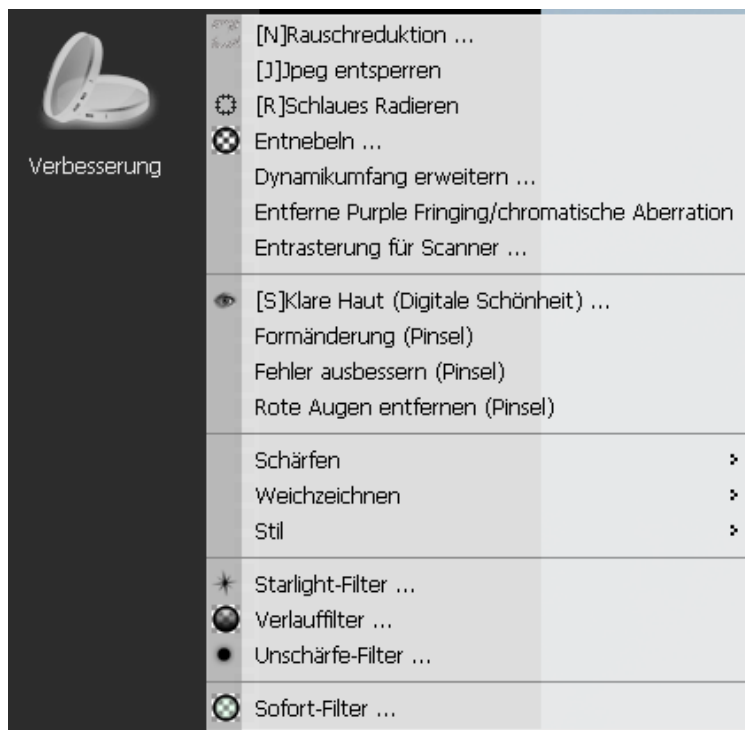 Verbesserung
[N]Rauschreduktion ...
[J]Jpeg entsperren
[R]Schlaues Radieren
Entnebeln ...
Dynamikumfang erweitern ...
Entferne Purple Fringing/chromatische Aberration
Entrasterung für Scanner ...
[S]Klare Haut (Digitale Schönheit) ...
Formänderung (Pinsel)
Fehler ausbessern (Pinsel)
Rote Augen entfernen (Pinsel)
Schärfen
Weichzeichnen
Stil
Starlight-Filter ...
Verlauffilter ...
Unschärfe-Filter ...
Sofort-Filter ...